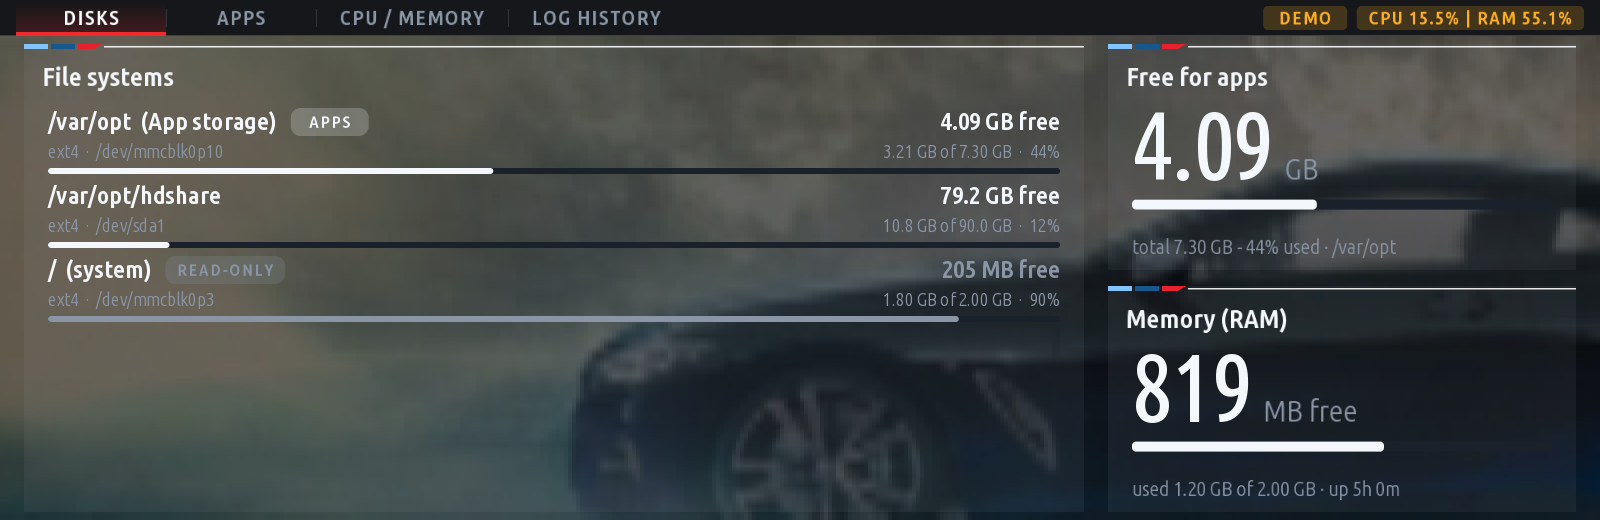 DISKS APPS CPU / MEMORY LOG HISTORY DEMO CPU 15.5% | RAM 55.1%
File systems
/var/opt (App storage) APPS 4.09 GB free
ext4 · /dev/mmcblk0p10 3.21 GB of 7.30 GB · 44%
/var/opt/hdshare 79.2 GB free
ext4 · /dev/sda1 10.8 GB of 90.0 GB · 12%
/ (system) READ-ONLY 205 MB free
ext4 · /dev/mmcblk0p3 1.80 GB of 2.00 GB · 90%
Free for apps
4.09 GB
total 7.30 GB - 44% used · /var/opt
Memory (RAM)
819 MB free
used 1.20 GB of 2.00 GB · up 5h 0m